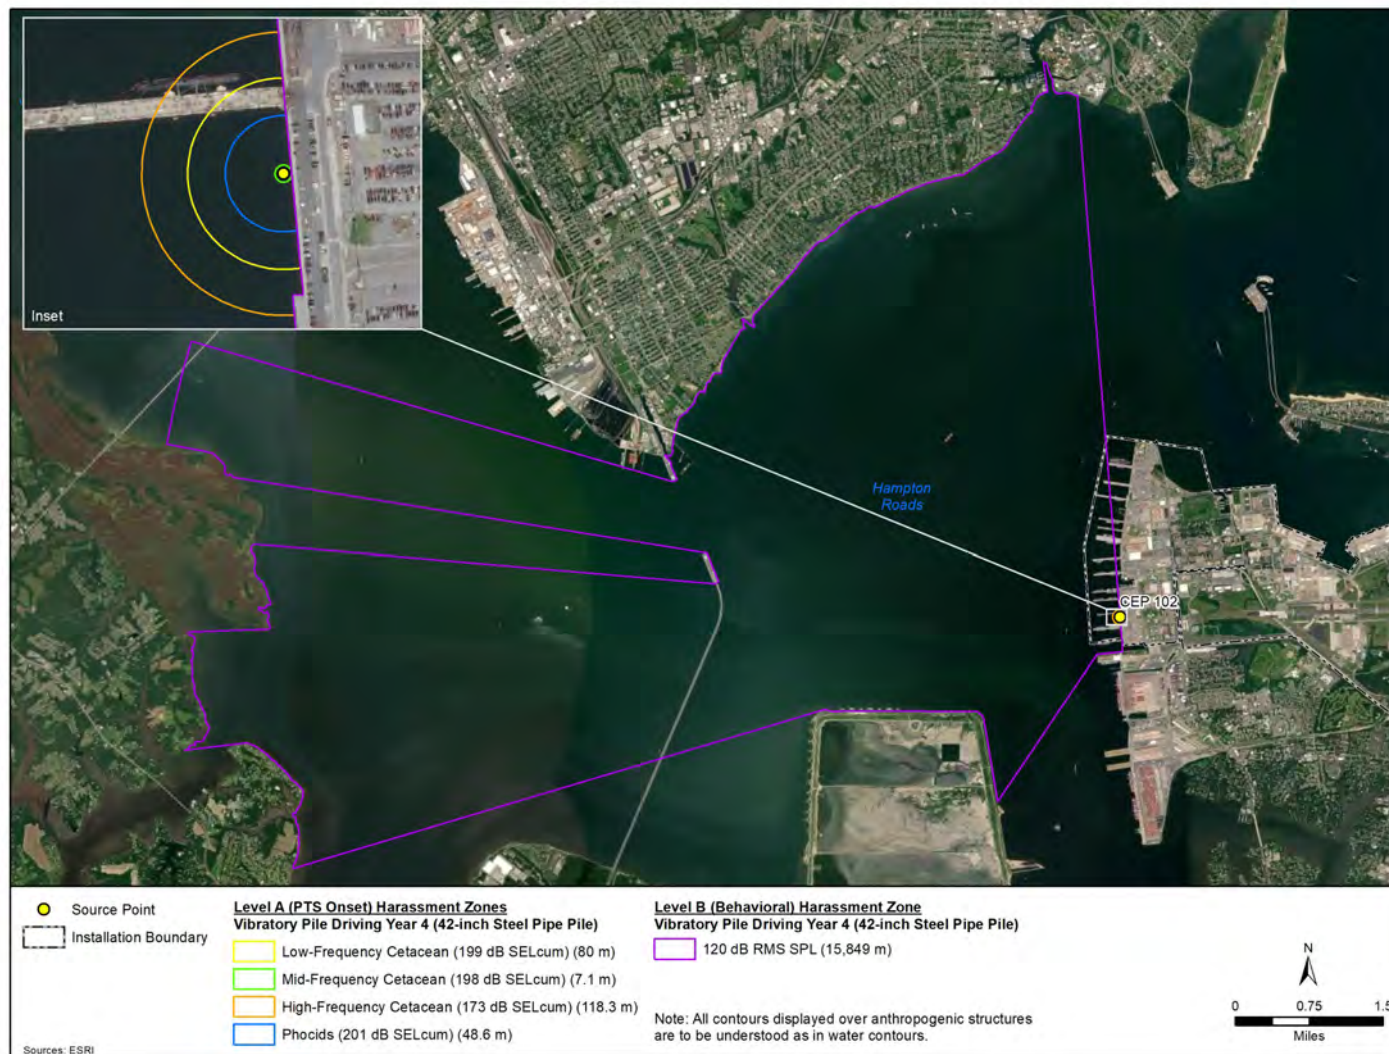 Inset
Hampton
Roads
CEP 102
Source Point
Installation Boundary
Level A (PTS Onset) Harassment Zones
Vibratory Pile Driving Year 4 (42-inch Steel Pipe Pile)
Low-Frequency Cetacean (199 dB SELcum) (80 m)
Mid-Frequency Cetacean (198 dB SELcum) (7.1 m)
High-Frequency Cetacean (173 dB SELcum) (118.3 m)
Phocids (201 dB SELcum) (48.6 m)
Level B (Behavioral) Harassment Zone
Vibratory Pile Driving Year 4 (42-inch Steel Pipe Pile)
120 dB RMS SPL (15,849 m)
Note: All contours displayed over anthropogenic structures
are to be understood as in water contours.
N
0 0.75 1.5
Miles
Sources: ESRI